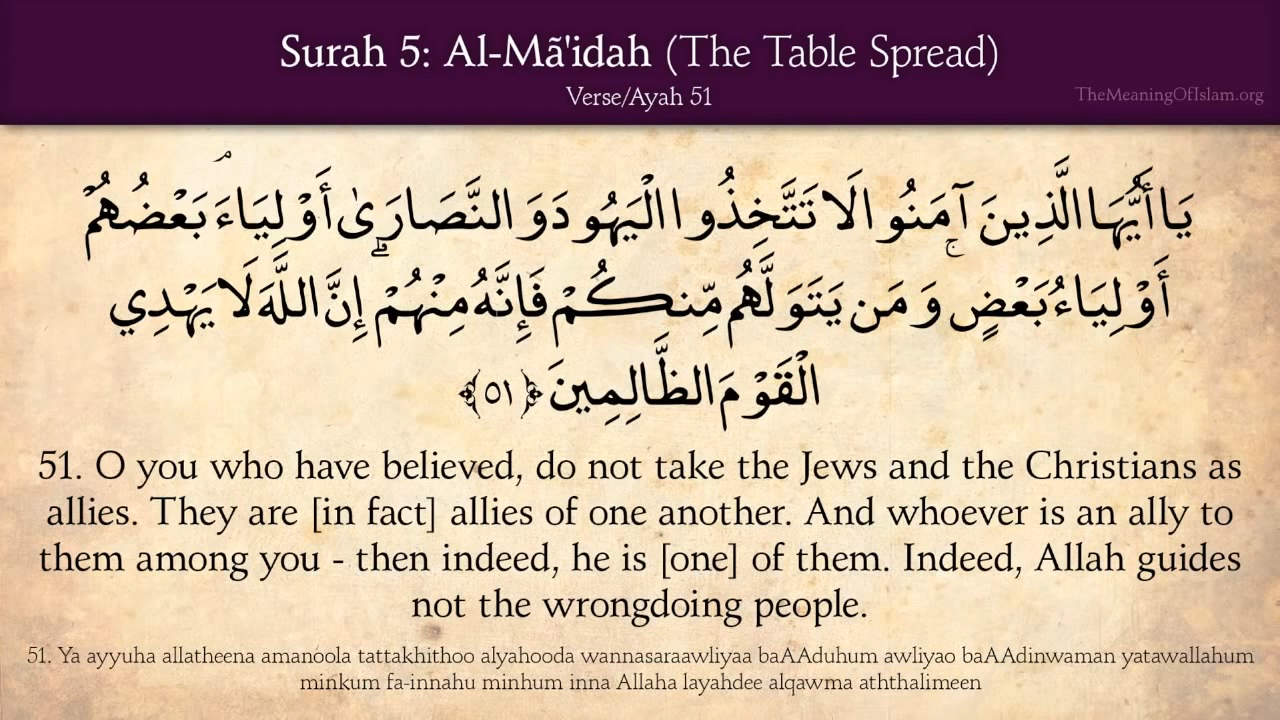 Surah 5: Al-Mã'idah (The Table Spread)
Verse/Ayah 51
TheMeaningOfIslam.org
يَا أَيُّهَا الَّذِينَ آمَنُوا لَا تَتَّخِذُوا الْيَهُودَ وَالنَّصَارَىٰ أَوْلِيَاءَ ۘ بَعْضُهُمْ
أَوْلِيَاءُ بَعْضٍ ۚ وَمَن يَتَوَلَّهُم مِّنكُمْ فَإِنَّهُ مِنْهُمْ ۗ إِنَّ اللَّهَ لَا يَهْدِي
الْقَوْمَ الظَّالِمِينَ ﴿٥١﴾
51. O you who have believed, do not take the Jews and the Christians as
allies. They are [in fact] allies of one another. And whoever is an ally to
them among you - then indeed, he is [one] of them. Indeed, Allah guides
not the wrongdoing people.
51. Ya ayyuha allatheena amanoola tattakhithoo alyahooda wannasaraawliyaa baAAduhum awliyao baAAdinwaman yatawallahum
minkum fa-innahu minhum inna Allaha layahdee alqawma aththalimeen